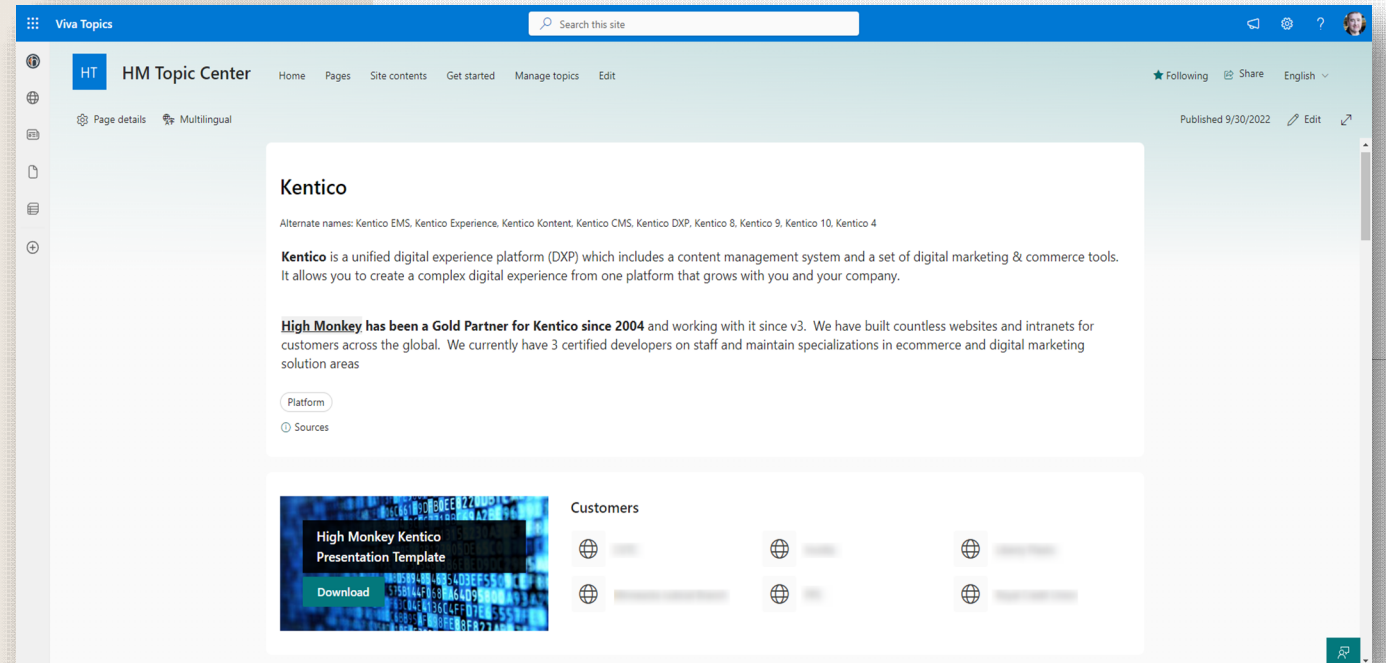 Viva Topics
Search this site
HT
HM Topic Center
Home
Pages
Site contents
Get started
Manage topics
Edit
Following
Share
English
Page details
Multilingual
Published 9/30/2022
Edit
Kentico
Alternate names: Kentico EMS, Kentico Experience, Kentico Kontent, Kentico CMS, Kentico DXP, Kentico 8, Kentico 9, Kentico 10, Kentico 4
Kentico is a unified digital experience platform (DXP) which includes a content management system and a set of digital marketing & commerce tools.
It allows you to create a complex digital experience from one platform that grows with you and your company.
High Monkey has been a Gold Partner for Kentico since 2004 and working with it since v3. We have built countless websites and intranets for
customers across the global. We currently have 3 certified developers on staff and maintain specializations in ecommerce and digital marketing
solution areas
Platform
Sources
High Monkey Kentico
Presentation Template
Download
Customers